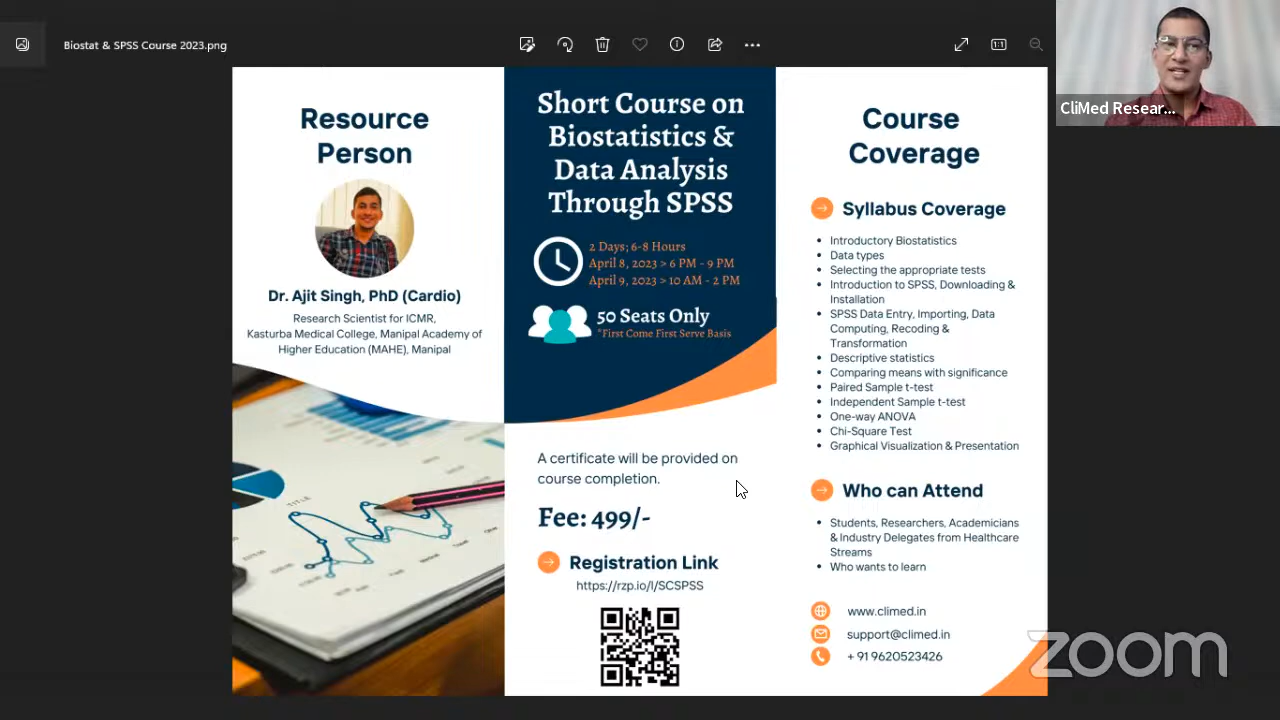 Biostat & SPSS Course 2023.png
1:1
CliMed Resear...
Resource
Person
Dr. Ajit Singh, PhD (Cardio)
Research Scientist for ICMR,
Kasturba Medical College, Manipal Academy of
Higher Education (MAHE), Manipal
TITLE
Short Course on
Biostatistics &
Data Analysis
Through SPSS
2 Days; 6-8 Hours
April 8, 2023 > 6 PM - 9 PM
April 9, 2023 > 10 AM - 2 PM
50 Seats Only
*First Come First Serve Basis
A certificate will be provided on
course completion.
Fee: 499/-
Registration Link
https://rzp.io/l/SCSPSS
Course
Coverage
Syllabus Coverage
• Introductory Biostatistics
• Data types
• Selecting the appropriate tests
• Introduction to SPSS, Downloading &
Installation
• SPSS Data Entry, Importing, Data
Computing, Recoding &
Transformation
• Descriptive statistics
• Comparing means with significance
• Paired Sample t-test
• Independent Sample t-test
• One-way ANOVA
• Chi-Square Test
• Graphical Visualization & Presentation
Who can Attend
• Students, Researchers, Academicians
& Industry Delegates from Healthcare
Streams
• Who wants to learn
www.climed.in
support@climed.in
+ 91 9620523426
zoom